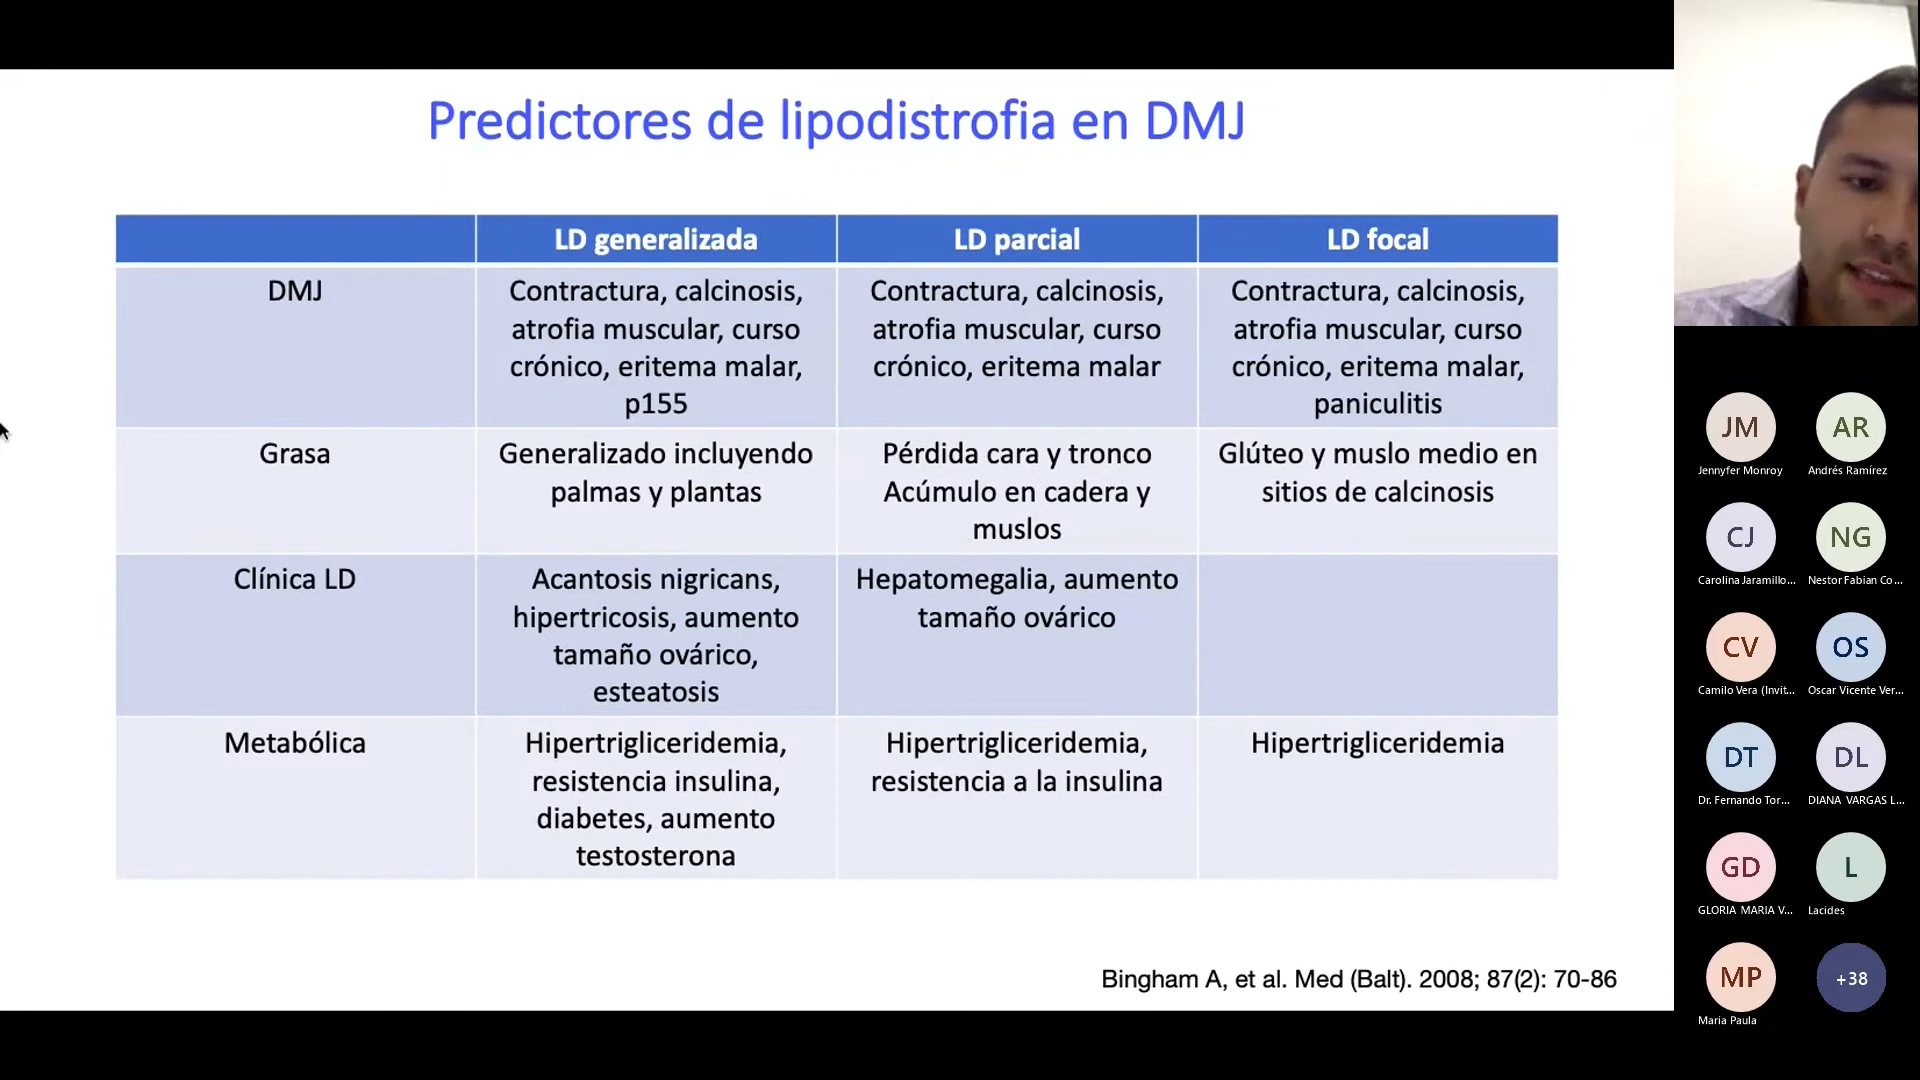 Predictores de lipodistrofia en DMJ
LD generalizada
LD parcial
LD focal
DMJ
Contractura, calcinosis,
atrofia muscular, curso
crónico, eritema malar,
p155
Contractura, calcinosis,
atrofia muscular, curso
crónico, eritema malar
Contractura, calcinosis,
atrofia muscular, curso
crónico, eritema malar,
paniculitis
Grasa
Generalizado incluyendo
palmas y plantas
Pérdida cara y tronco
Acúmulo en cadera y
muslos
Glúteo y muslo medio en
sitios de calcinosis
Clínica LD
Acantosis nigricans,
hipertricosis, aumento
tamaño ovárico,
esteatosis
Hepatomegalia, aumento
tamaño ovárico
Metabólica
Hipertrigliceridemia,
resistencia insulina,
diabetes, aumento
testosterona
Hipertrigliceridemia,
resistencia a la insulina
Hipertrigliceridemia
Bingham A, et al. Med (Balt). 2008; 87(2): 70-86
JM
Jennyfer Monroy
AR
Andrés Ramírez
CJ
Carolina Jaramillo...
NG
Nestor Fabian Co...
CV
Camilo Vera (Invit...
OS
Oscar Vicente Ver...
DT
Dr. Fernando Tor...
DL
DIANA VARGAS L...
GD
GLORIA MARIA V...
L
Lacides
MP
Maria Paula
+38